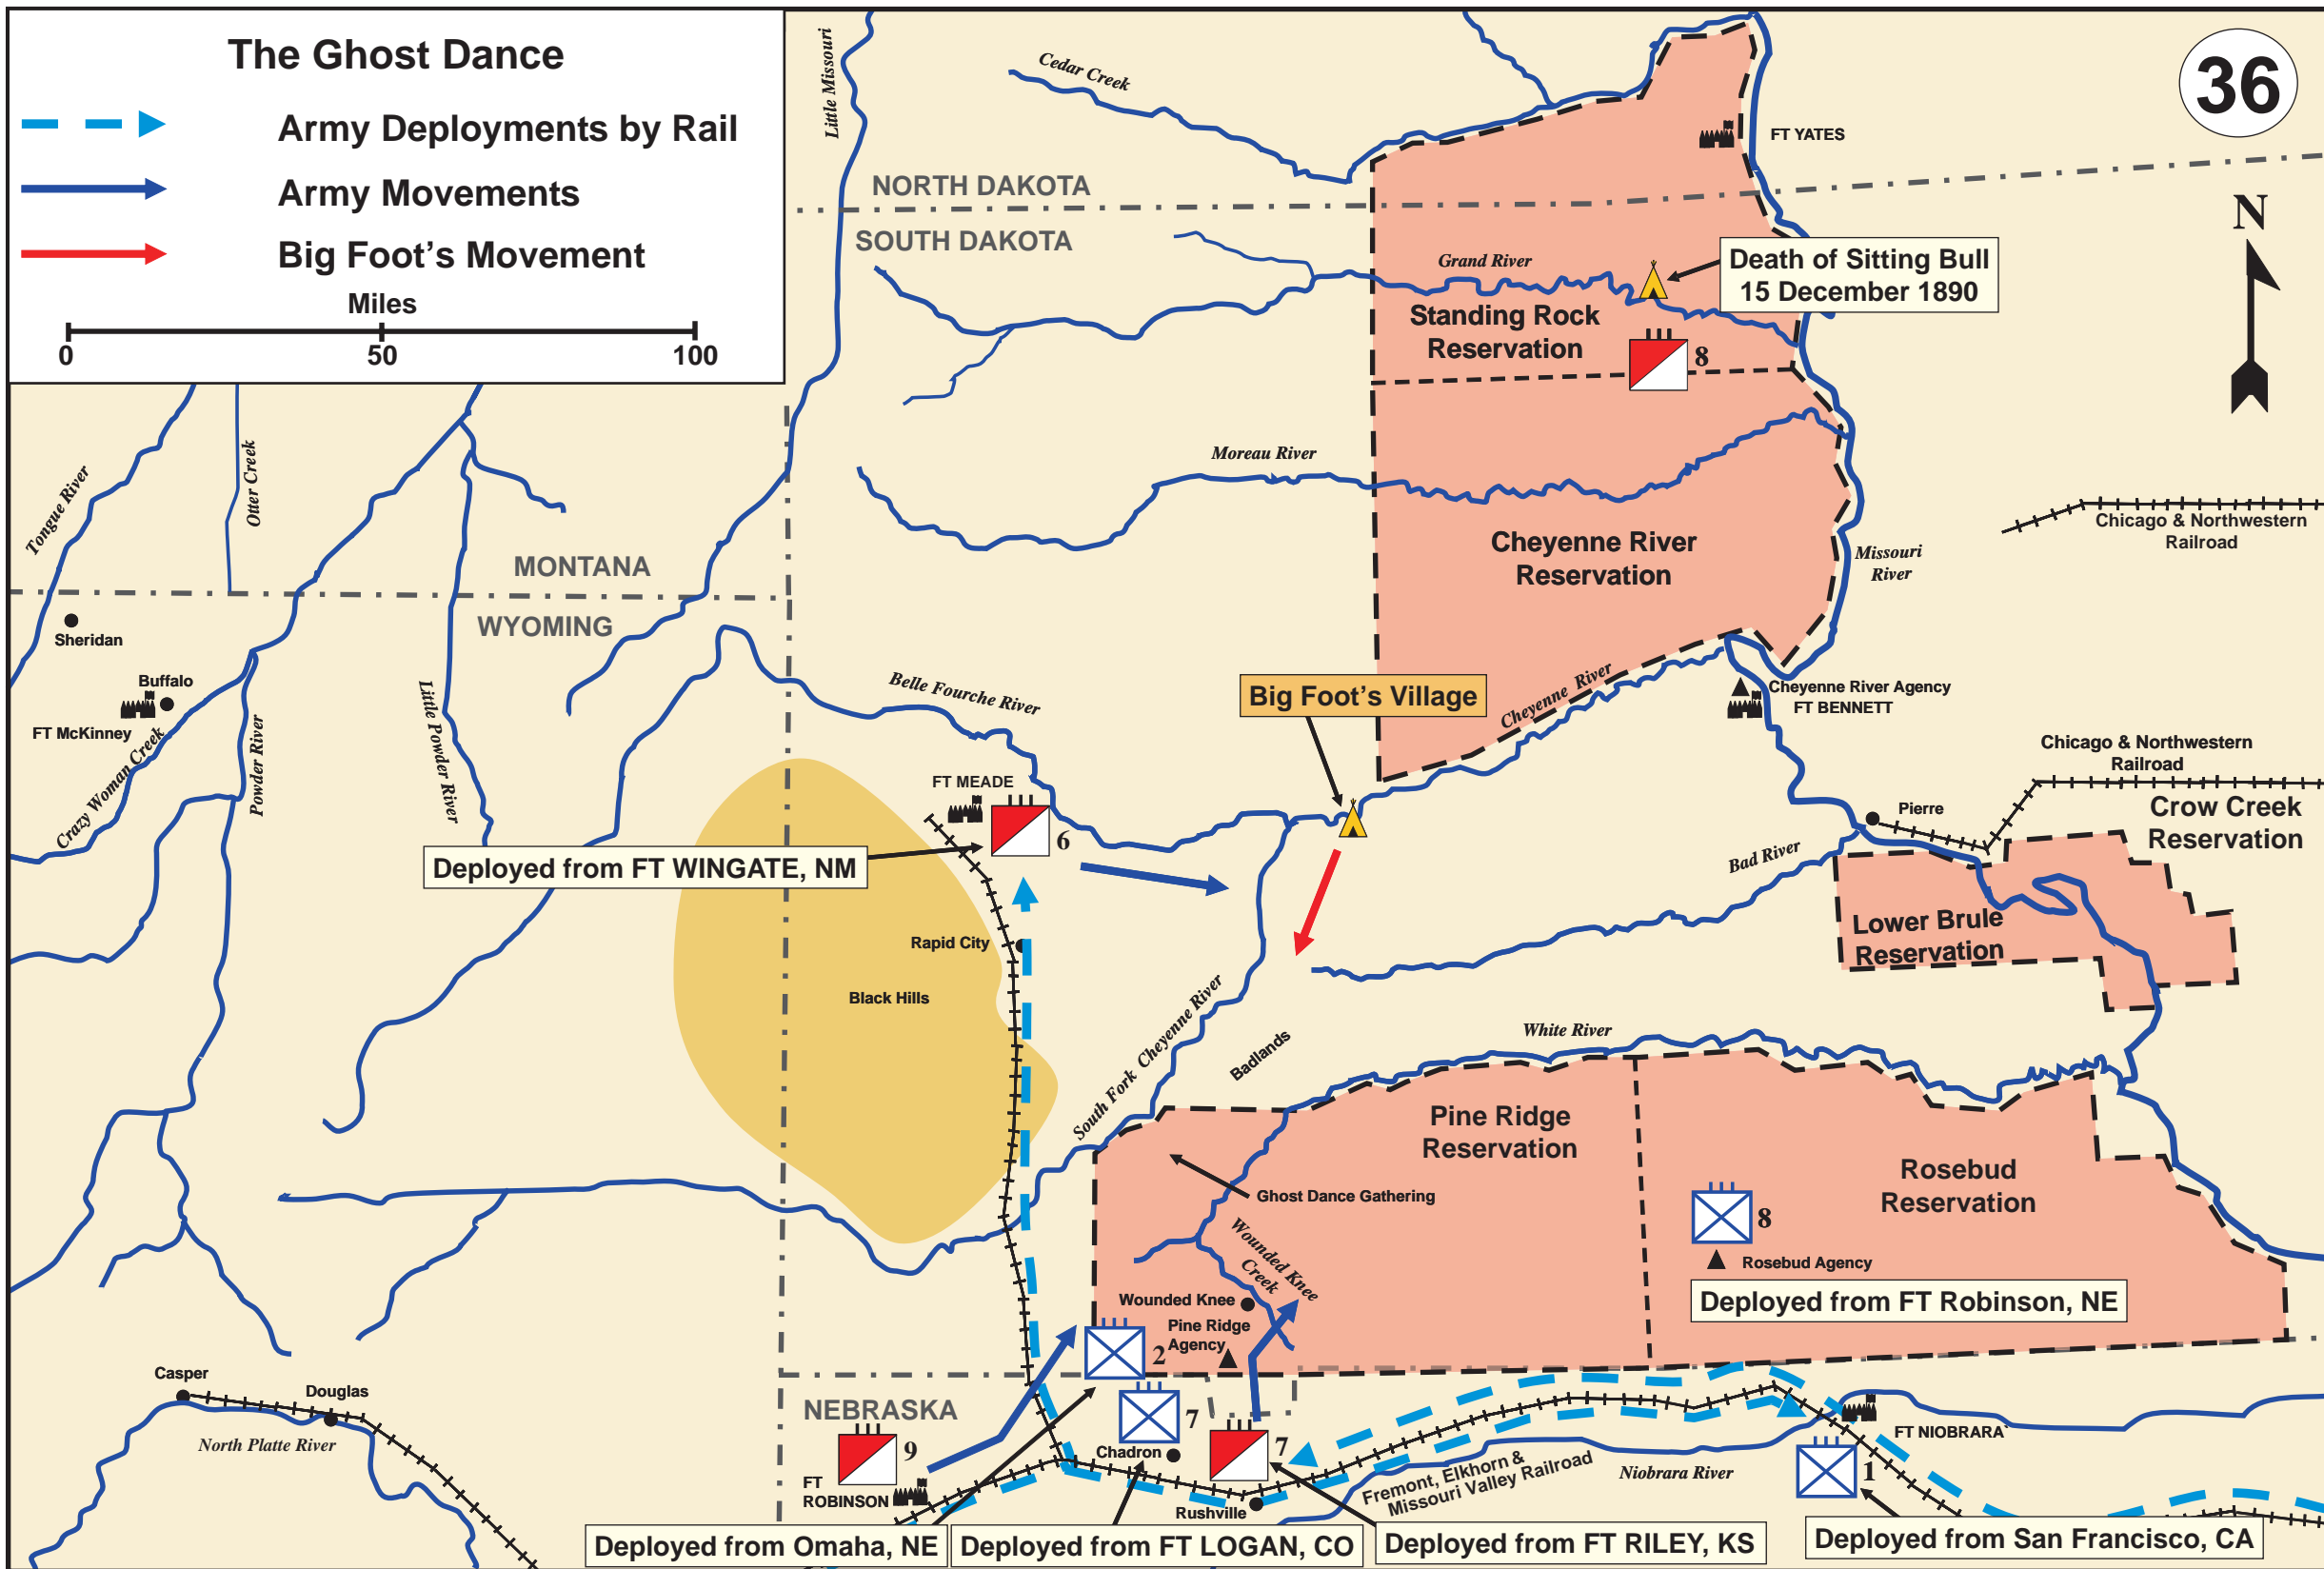 The Ghost Dance
Army Deployments by Rail
Army Movements
Big Foot's Movement
Miles
0 50 100
36
N
Little Missouri
Cedar Creek
FT YATES
NORTH DAKOTA
SOUTH DAKOTA
Grand River
Death of Sitting Bull
15 December 1890
Standing Rock
Reservation
8
Tongue River
Otter Creek
Moreau River
Chicago & Northwestern
Railroad
Cheyenne River
Reservation
Missouri
River
MONTANA
WYOMING
Sheridan
Buffalo
FT McKinney
Crazy Woman Creek
Powder River
Little Powder River
Belle Fourche River
Big Foot's Village
Cheyenne River
Cheyenne River Agency
FT BENNETT
Chicago & Northwestern
Railroad
FT MEADE
6
Deployed from FT WINGATE, NM
Pierre
Crow Creek
Reservation
Bad River
Lower Brule
Reservation
Rapid City
Black Hills
South Fork Cheyenne River
Badlands
White River
Pine Ridge
Reservation
Rosebud
Reservation
Ghost Dance Gathering
8
Rosebud Agency
Deployed from FT Robinson, NE
Wounded Knee
Creek
Wounded Knee
Pine Ridge
Agency
2
Casper
Douglas
North Platte River
NEBRASKA
9
FT
ROBINSON
7
Chadron
7
Rushville
Fremont, Elkhorn &
Missouri Valley Railroad
Niobrara River
FT NIOBRARA
1
Deployed from Omaha, NE
Deployed from FT LOGAN, CO
Deployed from FT RILEY, KS
Deployed from San Francisco, CA